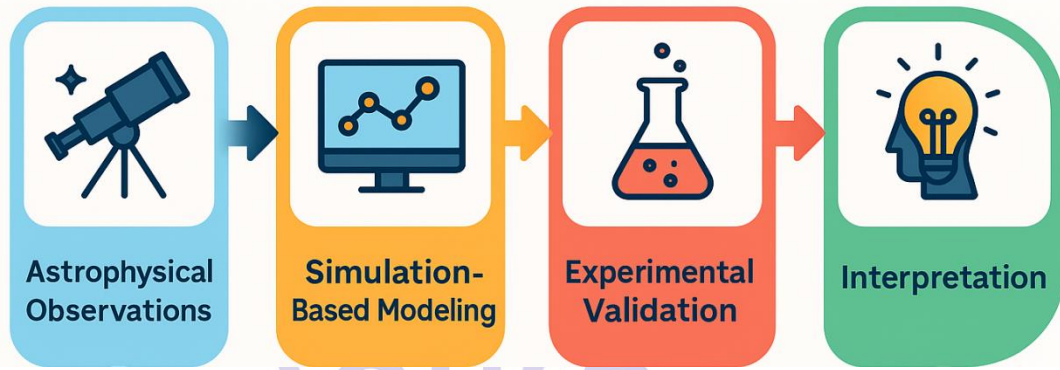 Astrophysical
Observations
Simulation-
Based Modeling
Experimental
Validation
Interpretation